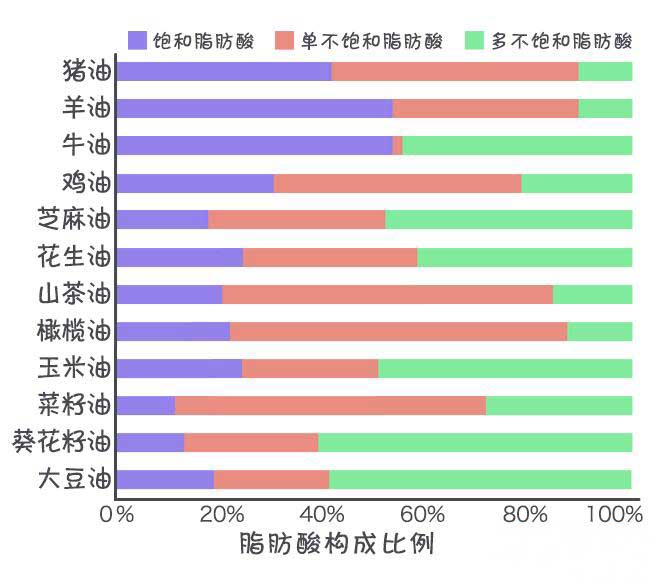 饱和脂肪酸 单不饱和脂肪酸 多不饱和脂肪酸
猪油
羊油
牛油
鸡油
芝麻油
花生油
山茶油
橄榄油
玉米油
菜籽油
葵花籽油
大豆油
0% 20% 40% 60% 80% 100%
脂肪酸构成比例